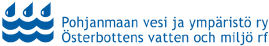 Pohjanmaan vesi ja ympäristö ry
Österbottens vatten och miljö rf